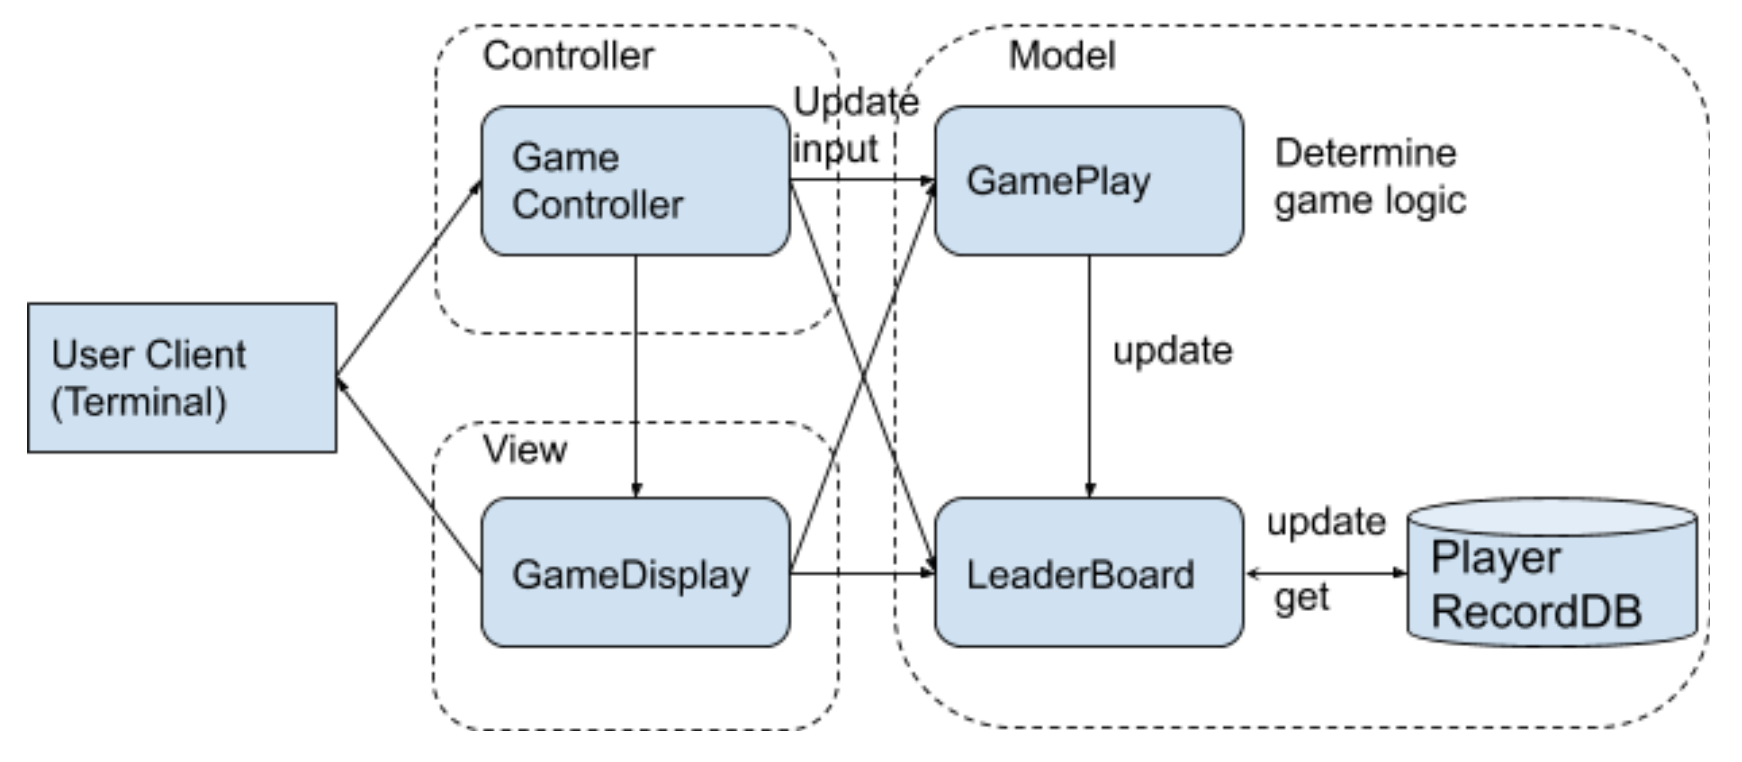 Controller
Model
Update
input
Game
Controller
GamePlay
Determine
game logic
User Client
(Terminal)
update
View
GameDisplay
LeaderBoard
update
get
Player
RecordDB